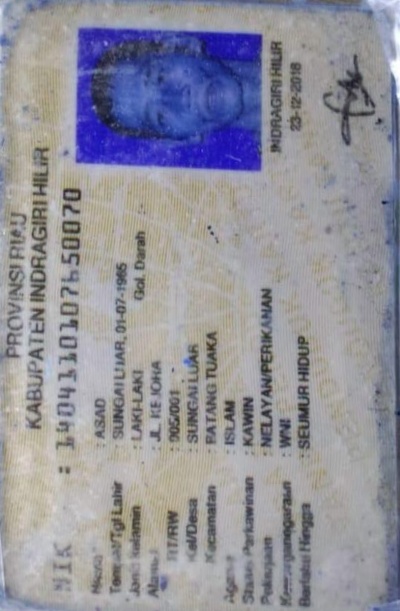 PROVINSI RIAU
KABUPATEN INDRAGIRI HILIR
NIK : 1404110107650070
Nama : ASAD
Tempat/Tgl Lahir : SUNGAI LUAR, 01-07-1965
Jenis Kelamin : LAKI-LAKI Gol. Darah : -
Alamat : JL
RT/RW : 005/001
Kel/Desa : SUNGAI LUAR
Kecamatan : BATANG TUAKA
Agama : ISLAM
Status Perkawinan : KAWIN
Pekerjaan : NELAYAN/PERIKANAN
Kewarganegaraan : WNI
Berlaku Hingga : SEUMUR HIDUP
INDRAGIRI HILIR
23-12-2018